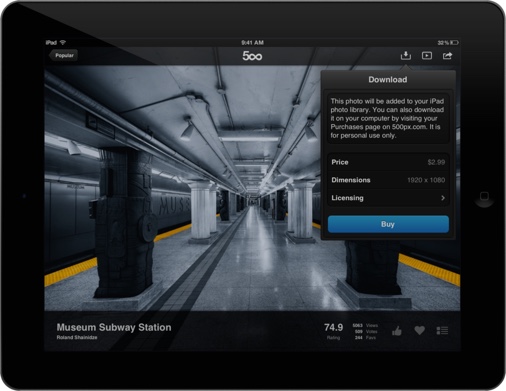 iPad
9:41 AM
32%
Popular
500
Download
This photo will be added to your iPad
photo library. You can also download
it on your computer by visiting your
Purchases page on 500px.com. It is
for personal use only.
Price $2.99
Dimensions 1920 x 1080
Licensing
Buy
MUS
Museum Subway Station
Roland Shainidze
74.9
Rating
5063 Views
509 Votes
244 Favs